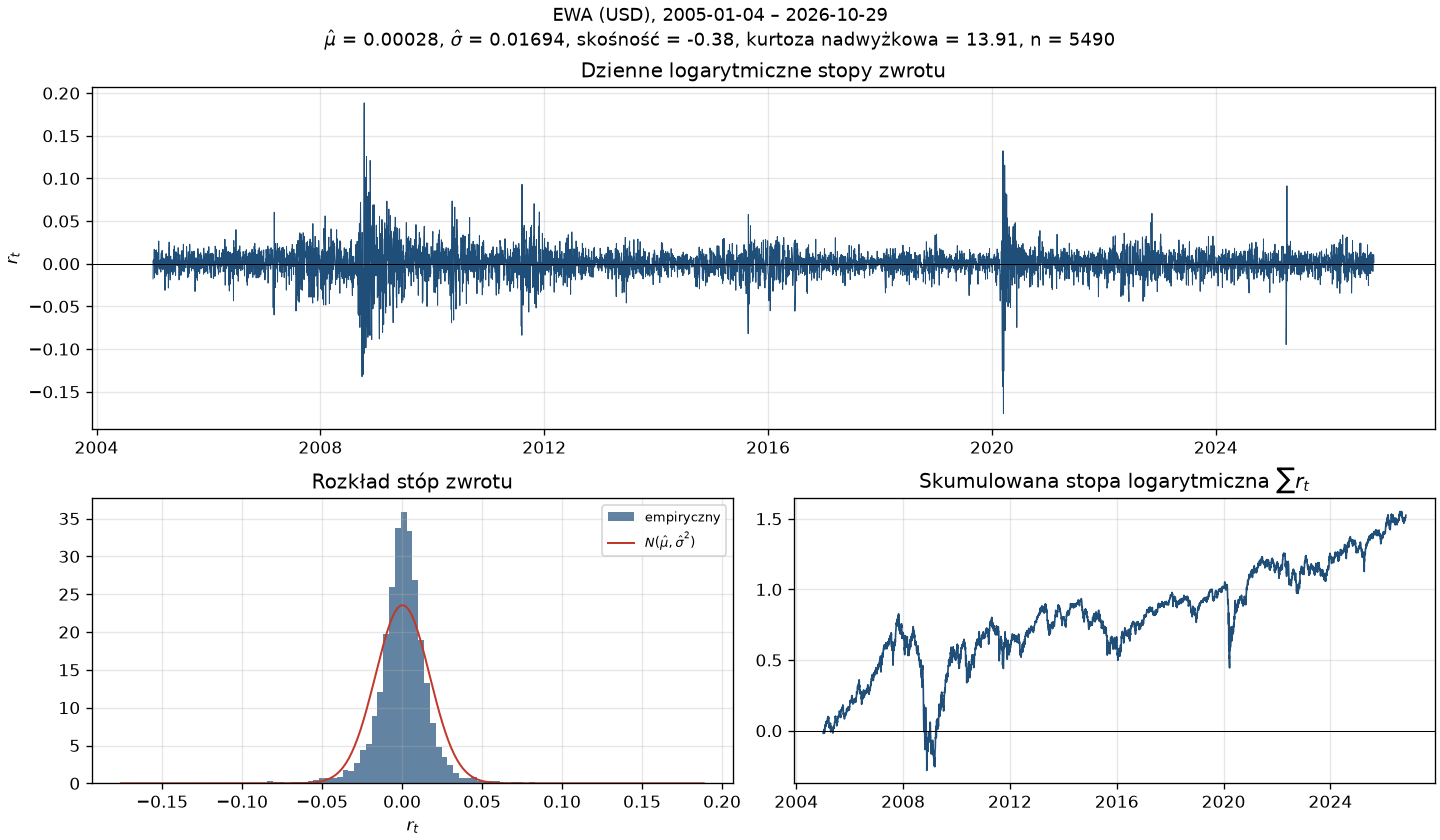 EWA (USD), 2005-01-04 – 2026-10-29
μ̂ = 0.00028, σ̂ = 0.01694, skośność = -0.38, kurtoza nadwyżkowa = 13.91, n = 5490
Dzienne logarytmiczne stopy zwrotu
0.20
0.15
0.10
0.05
0.00
−0.05
−0.10
−0.15
r_t
2004 2008 2012 2016 2020 2024
Rozkład stóp zwrotu
35
30
25
20
15
10
5
0
empiryczny
N(μ̂, σ̂²)
−0.15 −0.10 −0.05 0.00 0.05 0.10 0.15 0.20
r_t
Skumulowana stopa logarytmiczna ∑r_t
1.5
1.0
0.5
0.0
2004 2008 2012 2016 2020 2024